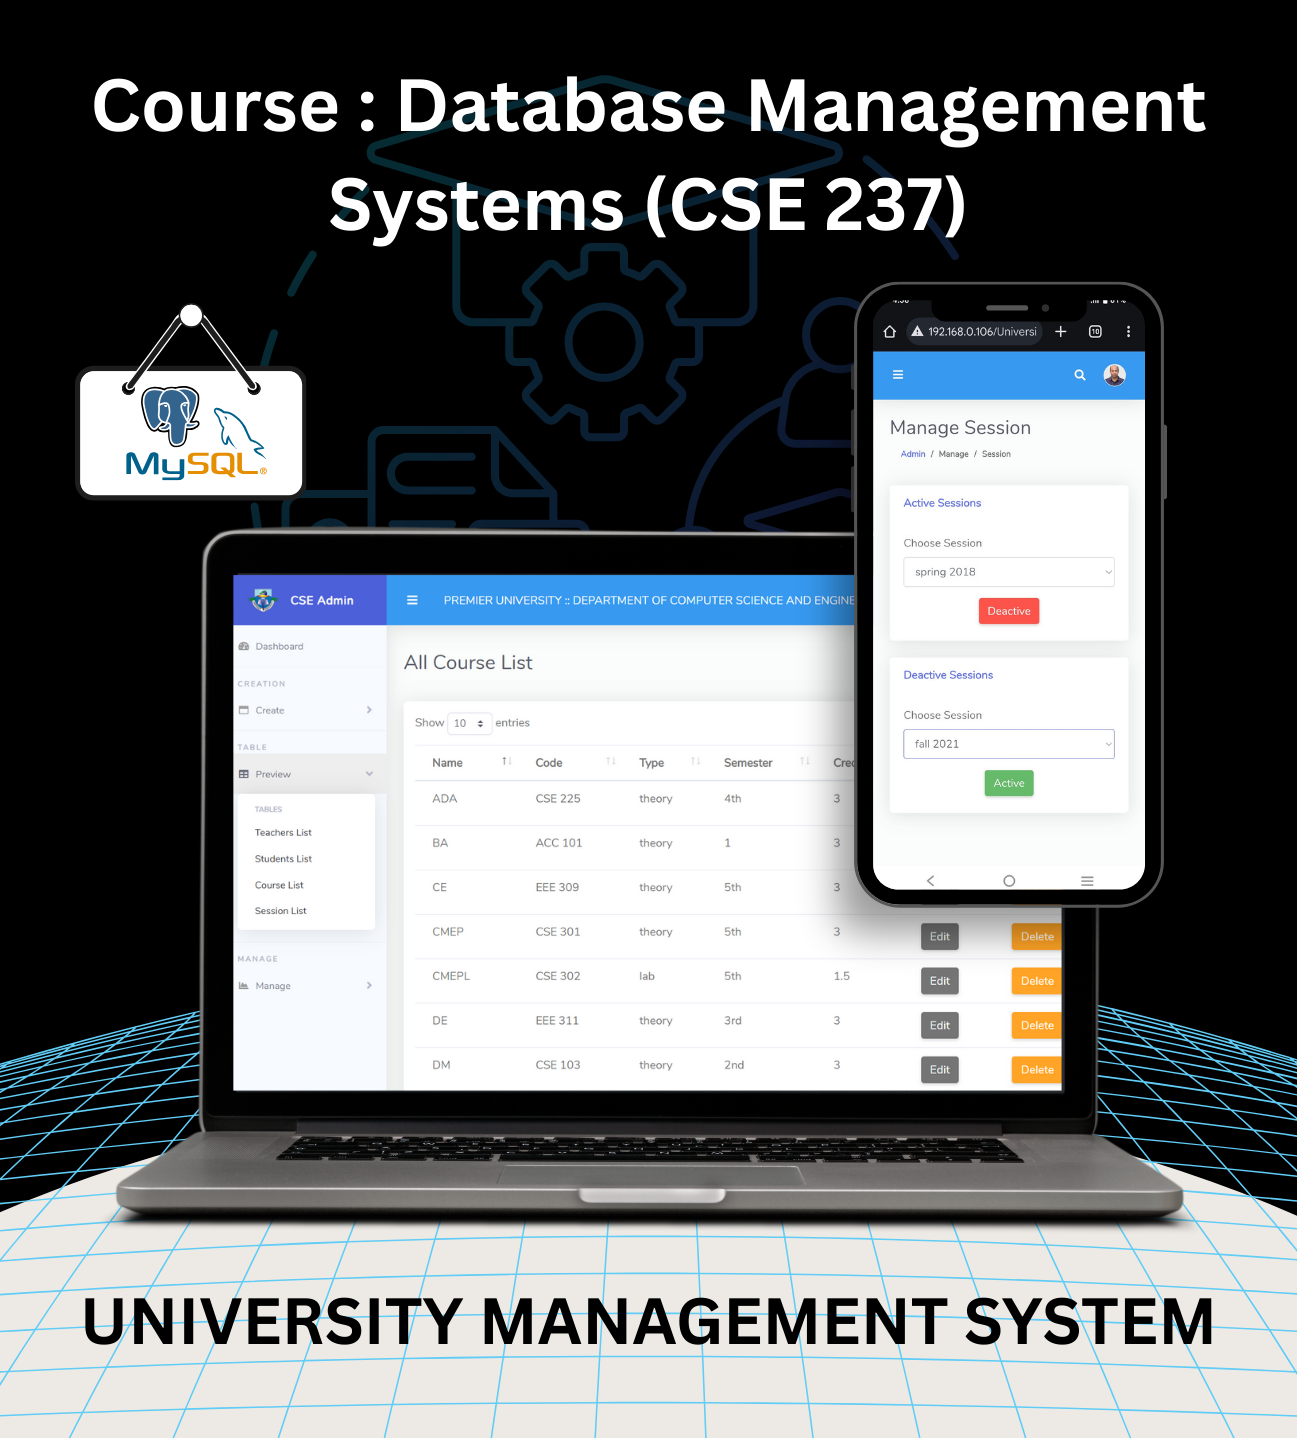 Course : Database Management
Systems (CSE 237)
MySQL®
192.168.0.106/Universi
10
Manage Session
Admin / Manage / Session
Active Sessions
Choose Session
spring 2018
Deactive
Deactive Sessions
Choose Session
fall 2021
Active
CSE Admin
PREMIER UNIVERSITY :: DEPARTMENT OF COMPUTER SCIENCE AND ENGINE
Dashboard
CREATION
Create
TABLE
Preview
TABLES
Teachers List
Students List
Course List
Session List
MANAGE
Manage
All Course List
Show 10 entries
Name Code Type Semester Cred
ADA CSE 225 theory 4th 3
BA ACC 101 theory 1 3
CE EEE 309 theory 5th 3
CMEP CSE 301 theory 5th 3 Edit Delete
CMEPL CSE 302 lab 5th 1.5 Edit Delete
DE EEE 311 theory 3rd 3 Edit Delete
DM CSE 103 theory 2nd 3 Edit Delete
UNIVERSITY MANAGEMENT SYSTEM